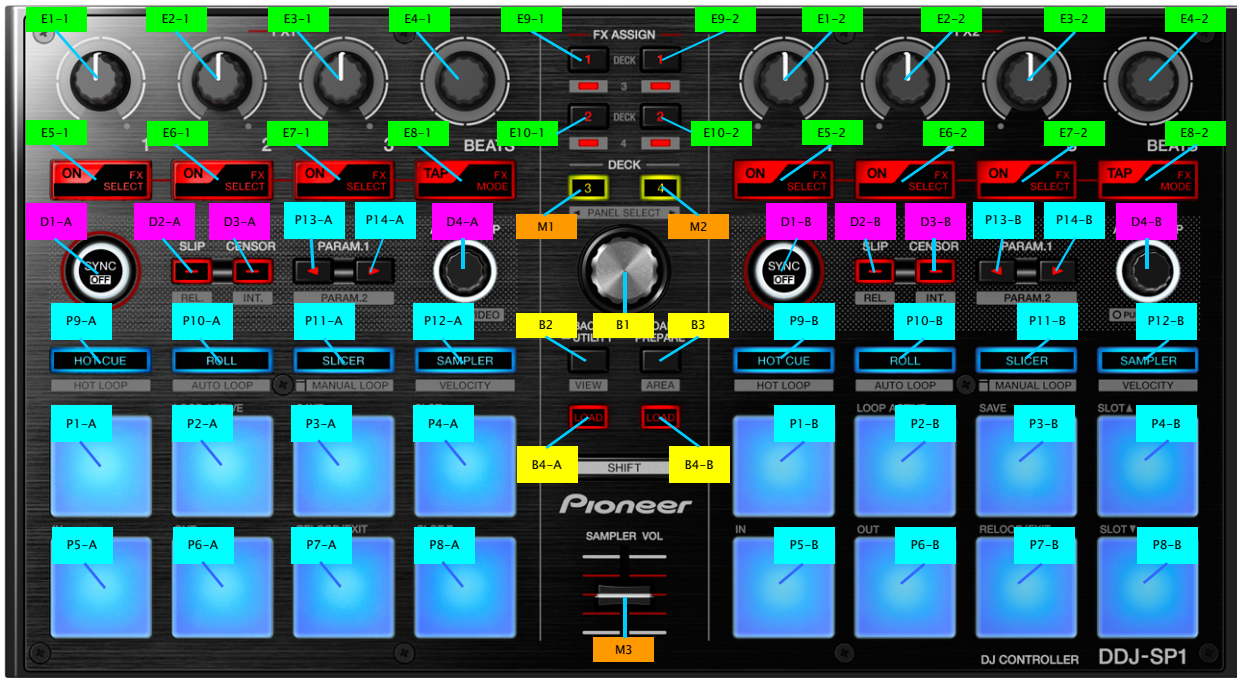 E1-1 E2-1 E3-1 E4-1 E9-1 E9-2 E1-2 E2-2 E3-2 E4-2
FX ASSIGN
1 DECK 1
3
2 DECK 2
4
E5-1 E6-1 E7-1 E8-1 E10-1 E10-2 E5-2 E6-2 E7-2 E8-2
1 2 3 BEATS 1 2 3 BEATS
DECK
ON FX SELECT ON FX SELECT ON FX SELECT TAP FX MODE 3 4 ON FX SELECT ON FX SELECT ON FX SELECT TAP FX MODE
PANEL SELECT
D1-A D2-A D3-A P13-A P14-A D4-A M1 M2 D1-B D2-B D3-B P13-B P14-B D4-B
SLIP CENSOR PARAM.1 SLIP CENSOR PARAM.1
SYNC OFF SYNC OFF
REL. INT. PARAM.2 REL. INT. PARAM.2
P9-A P10-A P11-A P12-A B2 B1 B3 P9-B P10-B P11-B P12-B
UTILITY PREPARE
HOT CUE ROLL SLICER SAMPLER HOT CUE ROLL SLICER SAMPLER
HOT LOOP AUTO LOOP MANUAL LOOP VELOCITY VIEW AREA HOT LOOP AUTO LOOP MANUAL LOOP VELOCITY
LOOP ACTIVE SAVE SLOT▲
LOAD LOAD
P1-A P2-A P3-A P4-A P1-B P2-B P3-B P4-B
B4-A B4-B
SHIFT
Pioneer
IN OUT RELOOP/EXIT SLOT▼
SAMPLER VOL
P5-A P6-A P7-A P8-A P5-B P6-B P7-B P8-B
M3
DJ CONTROLLER DDJ-SP1